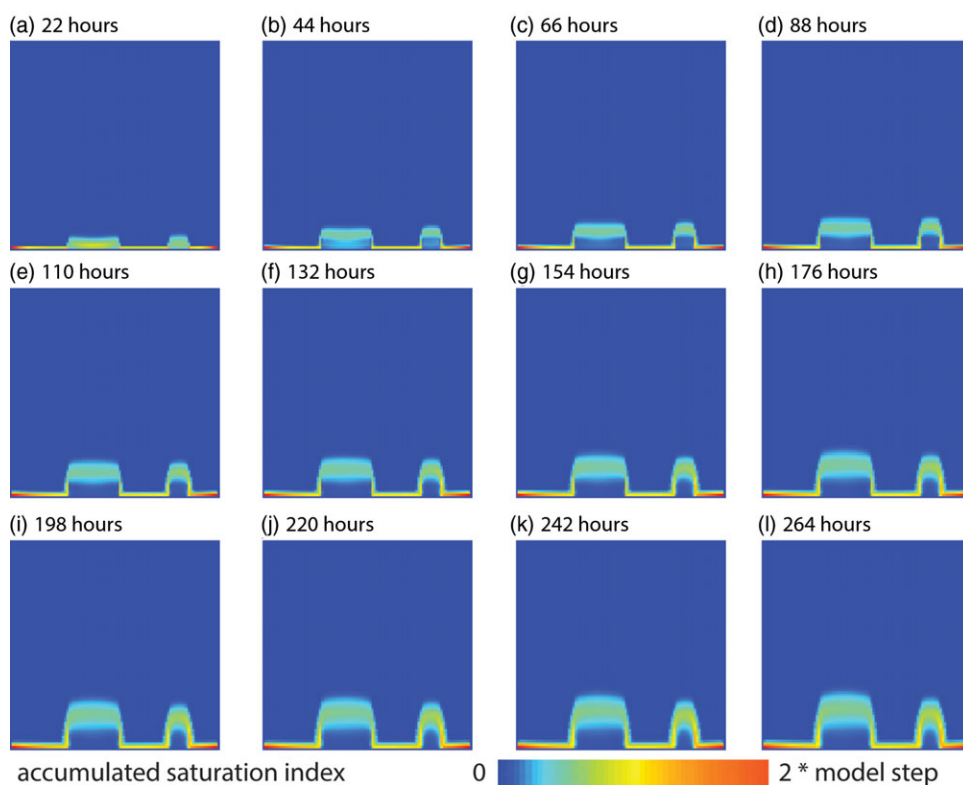 (a) 22 hours
(b) 44 hours
(c) 66 hours
(d) 88 hours
(e) 110 hours
(f) 132 hours
(g) 154 hours
(h) 176 hours
(i) 198 hours
(j) 220 hours
(k) 242 hours
(l) 264 hours
accumulated saturation index 0 2 * model step